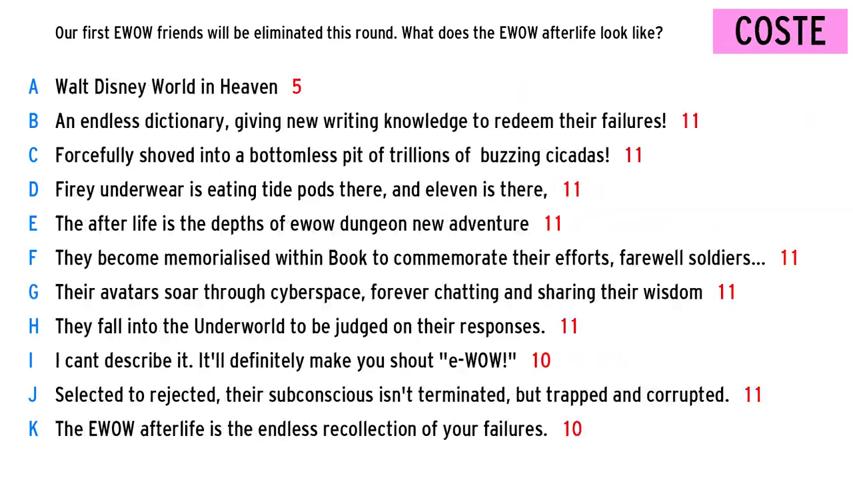 Our first EWOW friends will be eliminated this round. What does the EWOW afterlife look like?
COSTE
A Walt Disney World in Heaven 5
B An endless dictionary, giving new writing knowledge to redeem their failures! 11
C Forcefully shoved into a bottomless pit of trillions of buzzing cicadas! 11
D Firey underwear is eating tide pods there, and eleven is there, 11
E The after life is the depths of ewow dungeon new adventure 11
F They become memorialised within Book to commemorate their efforts, farewell soldiers... 11
G Their avatars soar through cyberspace, forever chatting and sharing their wisdom 11
H They fall into the Underworld to be judged on their responses. 11
I I cant describe it. It'll definitely make you shout "e-WOW!" 10
J Selected to rejected, their subconscious isn't terminated, but trapped and corrupted. 11
K The EWOW afterlife is the endless recollection of your failures. 10